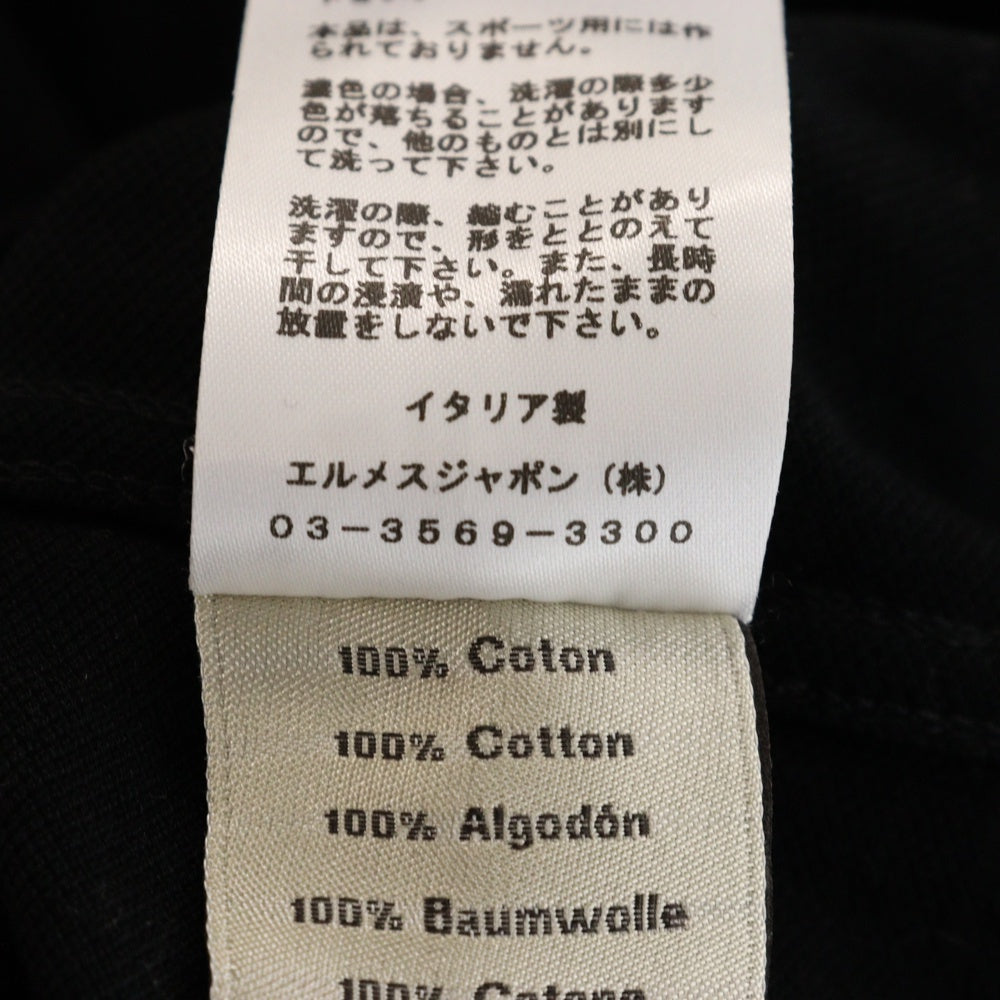 本品は、スポーツ用には作
られておりません。
濃色の場合、洗濯の際多少
色が落ちることがあります
ので、他のものとは別にし
て洗って下さい。
洗濯の際、縮むことがあり
ますので、形をととのえて
干して下さい。また、長時
間の浸漬や、濡れたままの
放置をしないで下さい。
イタリア製
エルメスジャポン（株）
03-3569-3300
100% Coton
100% Cotton
100% Algodón
100% Baumwolle
100%